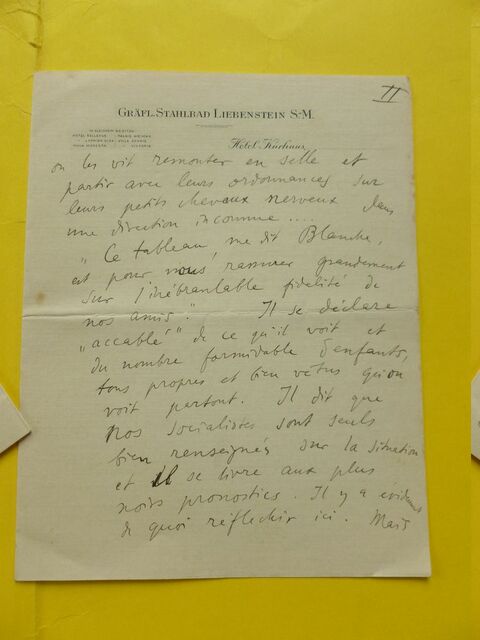 II
GRÄFL. STAHLBAD LIEBENSTEIN S-M.
Hotel Kurhaus
on les vit remonter en selle et
partir avec leurs ordonnances sur
leurs petits chevaux nerveux dans
une direction inconnue ....
„Ce tableau, me dit Blanche,
est pour nous rassurer grandement
sur l'inébranlable fidélité de
nos amis." Il se déclare
„accablé" de ce qu'il voit et
du nombre formidable d'enfants,
tous propres et bien vêtus qu'on
voit partout. Il dit que
nos socialistes sont seuls
bien renseignés sur la situation
et il se livre aux plus
noirs pronostics. Il y a évidemment
de quoi réfléchir ici. Mais